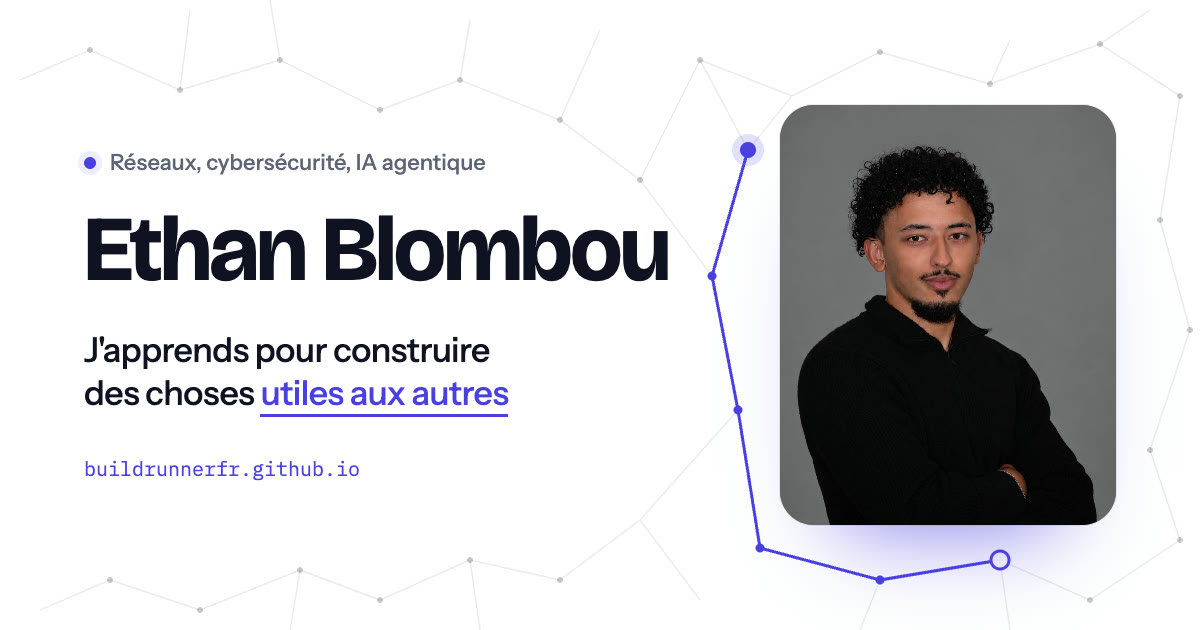 Réseaux, cybersécurité, IA agentique
Ethan Blombou
J'apprends pour construire
des choses utiles aux autres
buildrunnerfr.github.io